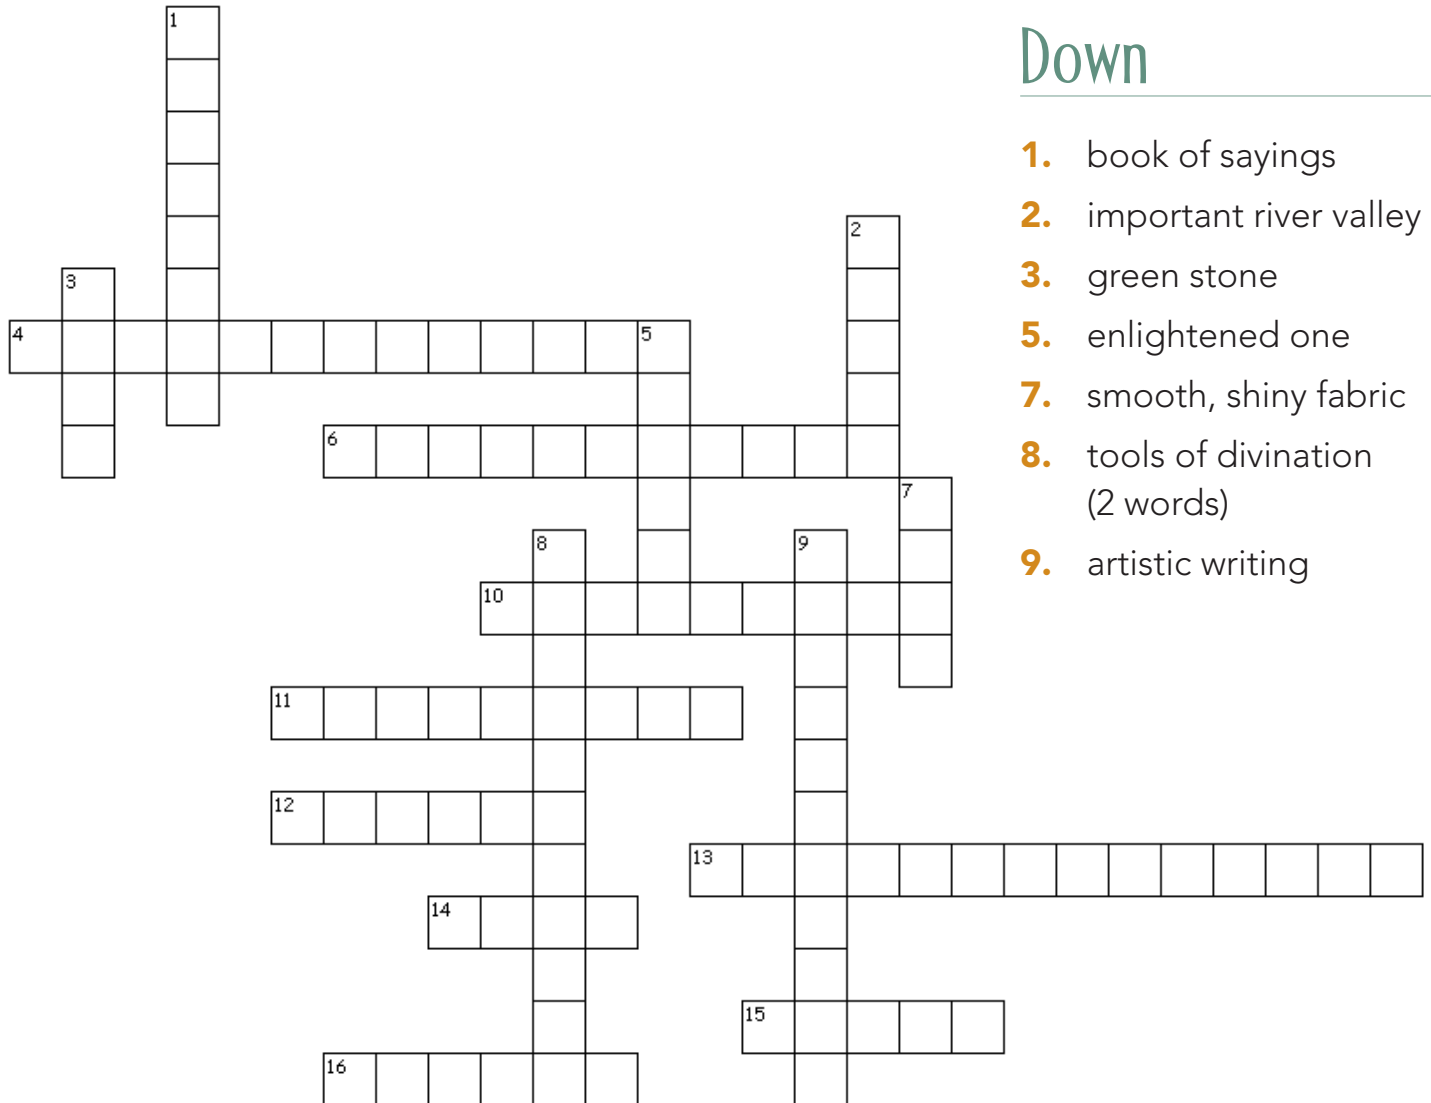 1
2
3
4
5
6
7
8
9
10
11
12
13
14
15
16
Down
1. book of sayings
2. important river valley
3. green stone
5. enlightened one
7. smooth, shiny fabric
8. tools of divination
(2 words)
9. artistic writing